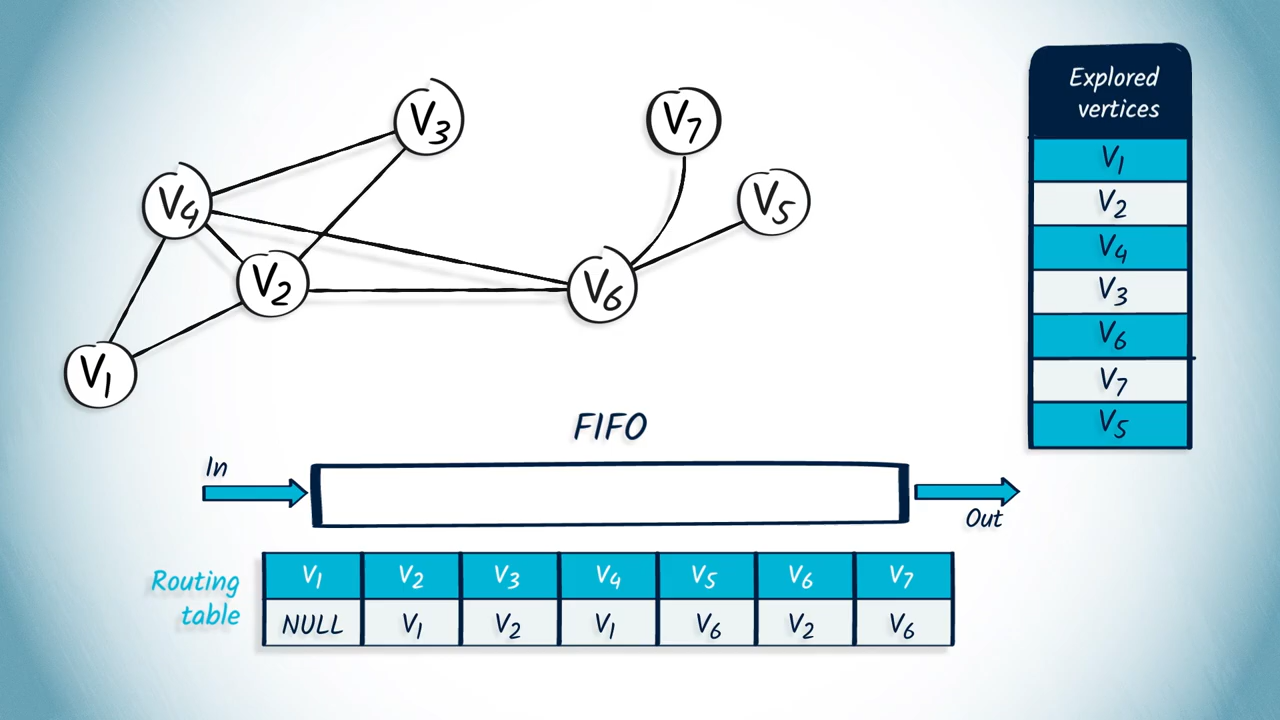 V3
V7
V4
V5
V2
V6
V1
Explored
vertices
V1
V2
V4
V3
V6
V7
V5
FIFO
In
Out
Routing
table
V1 V2 V3 V4 V5 V6 V7
NULL V1 V2 V1 V6 V2 V6